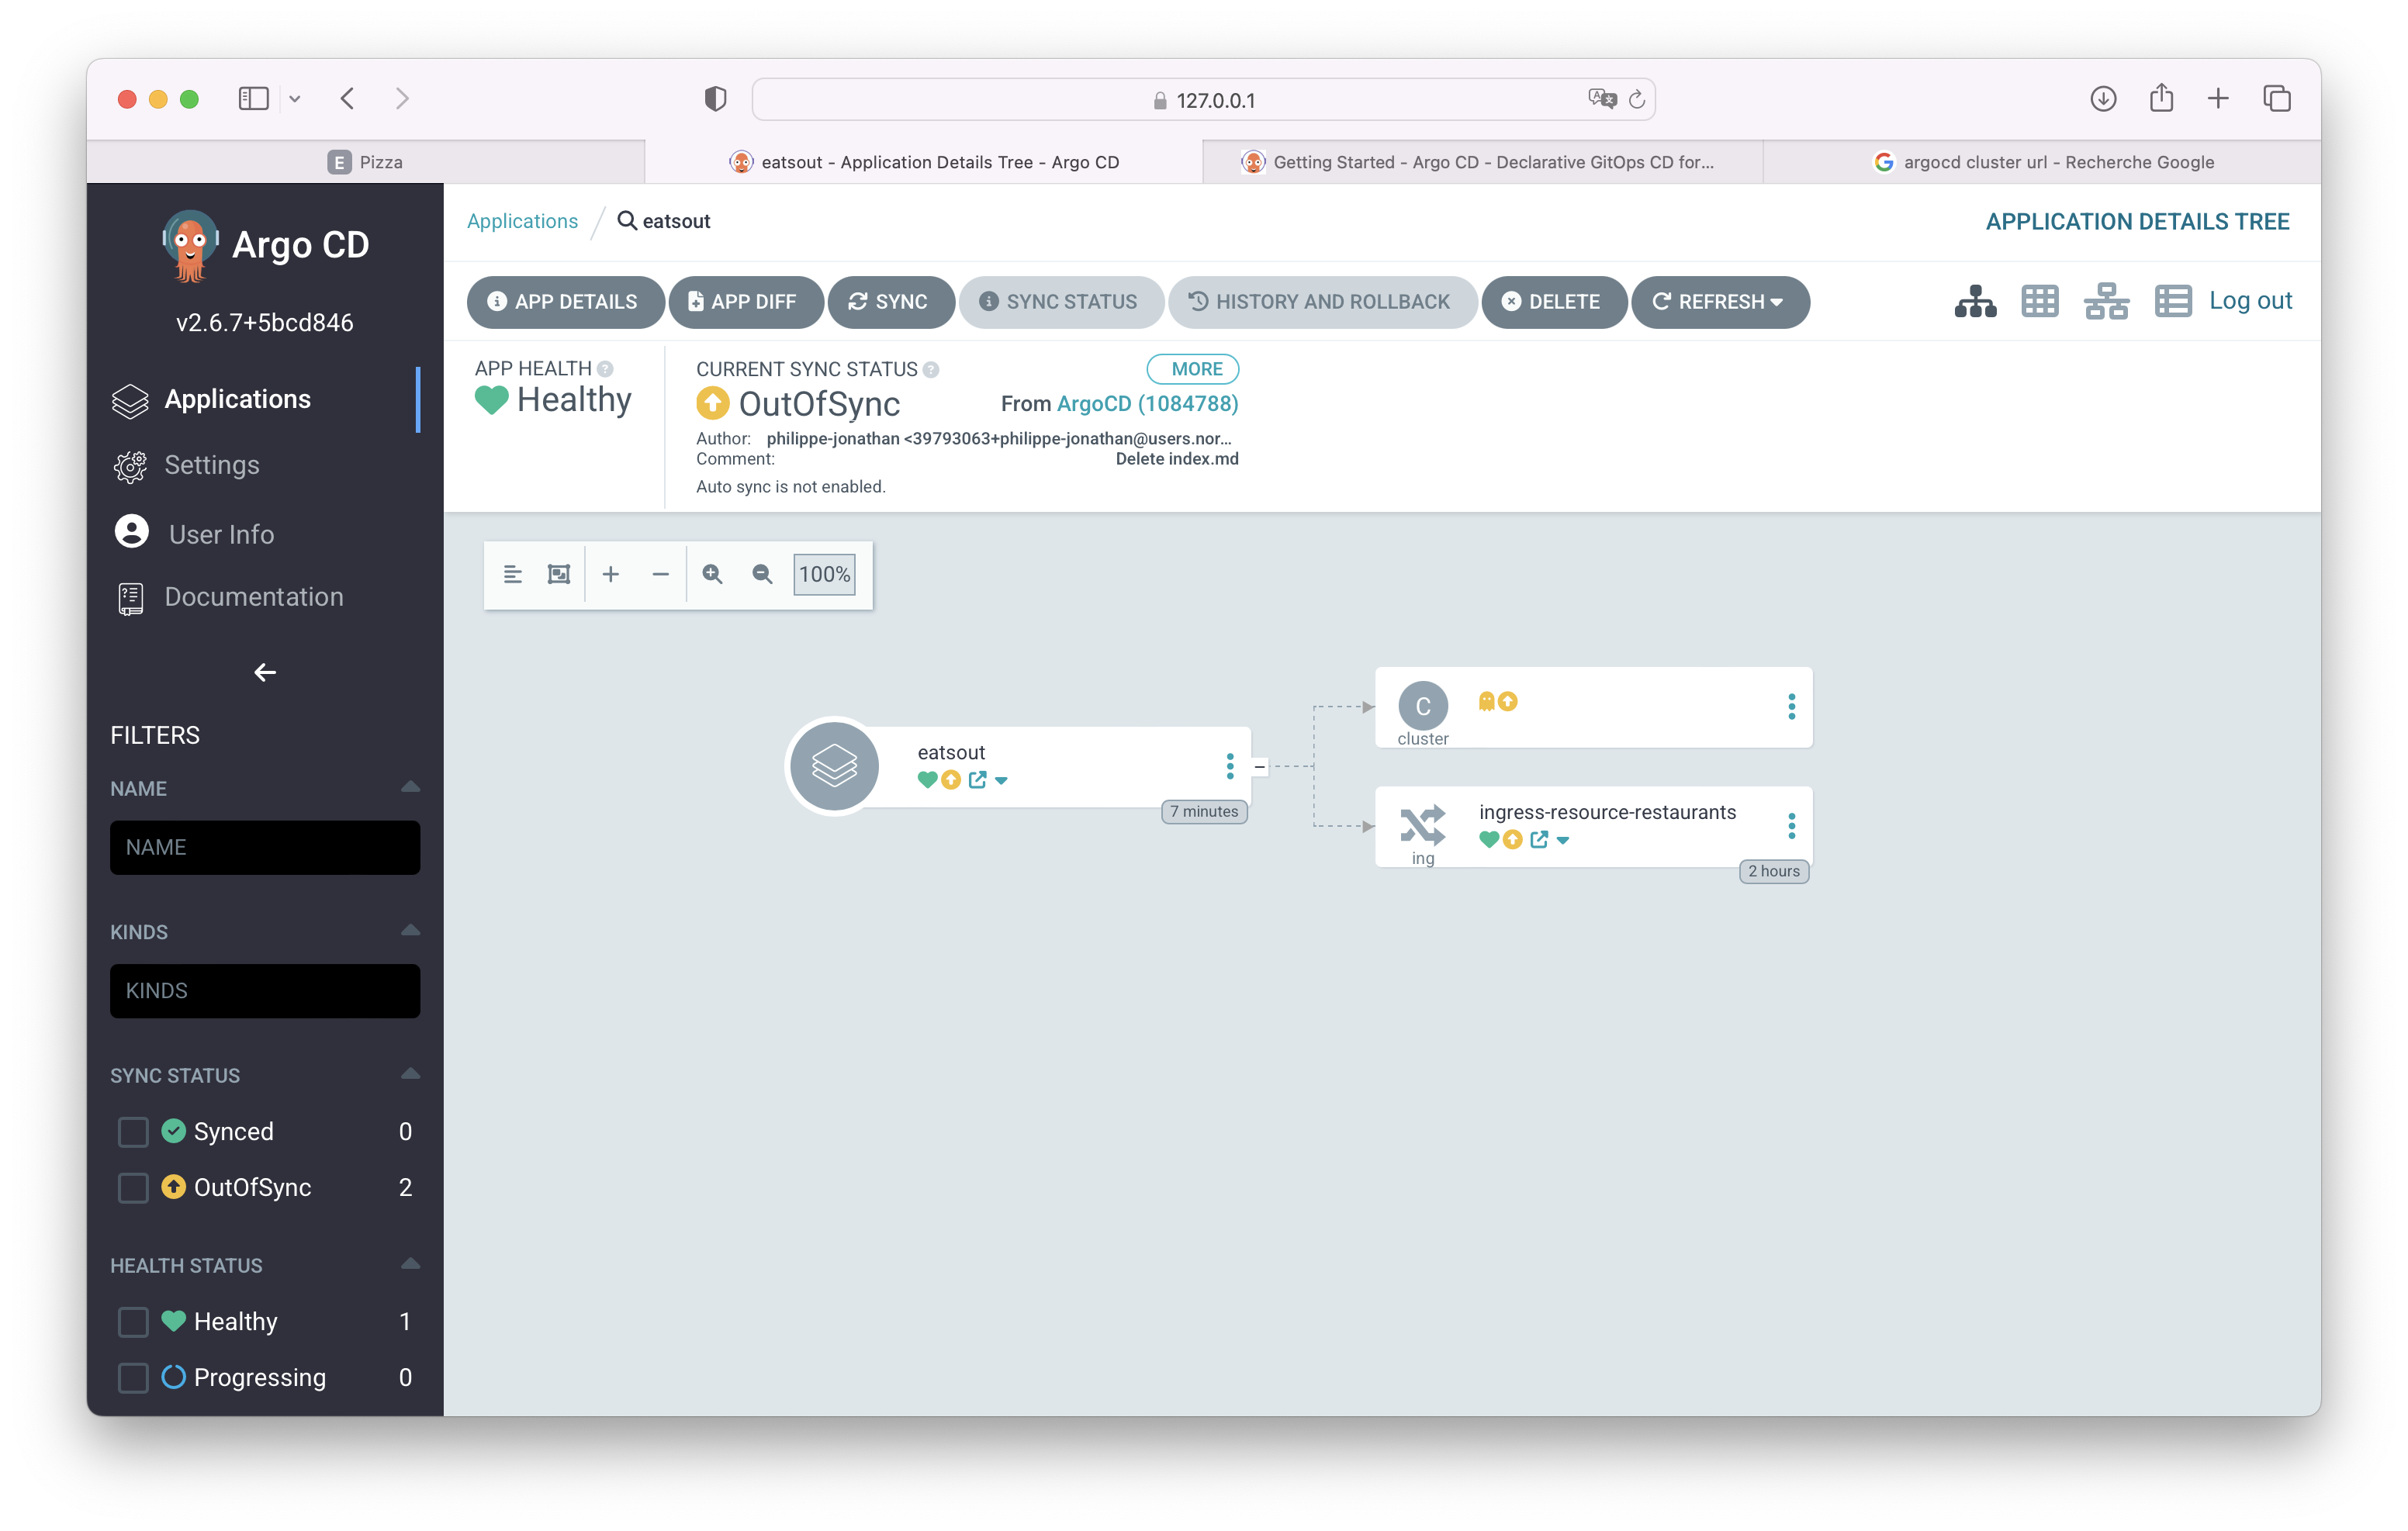 127.0.0.1
E Pizza
eatsout - Application Details Tree - Argo CD
Getting Started - Argo CD - Declarative GitOps CD for...
argocd cluster url - Recherche Google
Argo CD
v2.6.7+5bcd846
Applications
Settings
User Info
Documentation
FILTERS
NAME
NAME
KINDS
KINDS
SYNC STATUS
Synced 0
OutOfSync 2
HEALTH STATUS
Healthy 1
Progressing 0
Applications / eatsout
APPLICATION DETAILS TREE
APP DETAILS
APP DIFF
SYNC
SYNC STATUS
HISTORY AND ROLLBACK
DELETE
REFRESH
Log out
APP HEALTH
Healthy
CURRENT SYNC STATUS
MORE
OutOfSync
From ArgoCD (1084788)
Author: philippe-jonathan <39793063+philippe-jonathan@users.nor...
Comment: Delete index.md
Auto sync is not enabled.
100%
eatsout
7 minutes
C
cluster
ingress-resource-restaurants
ing
2 hours